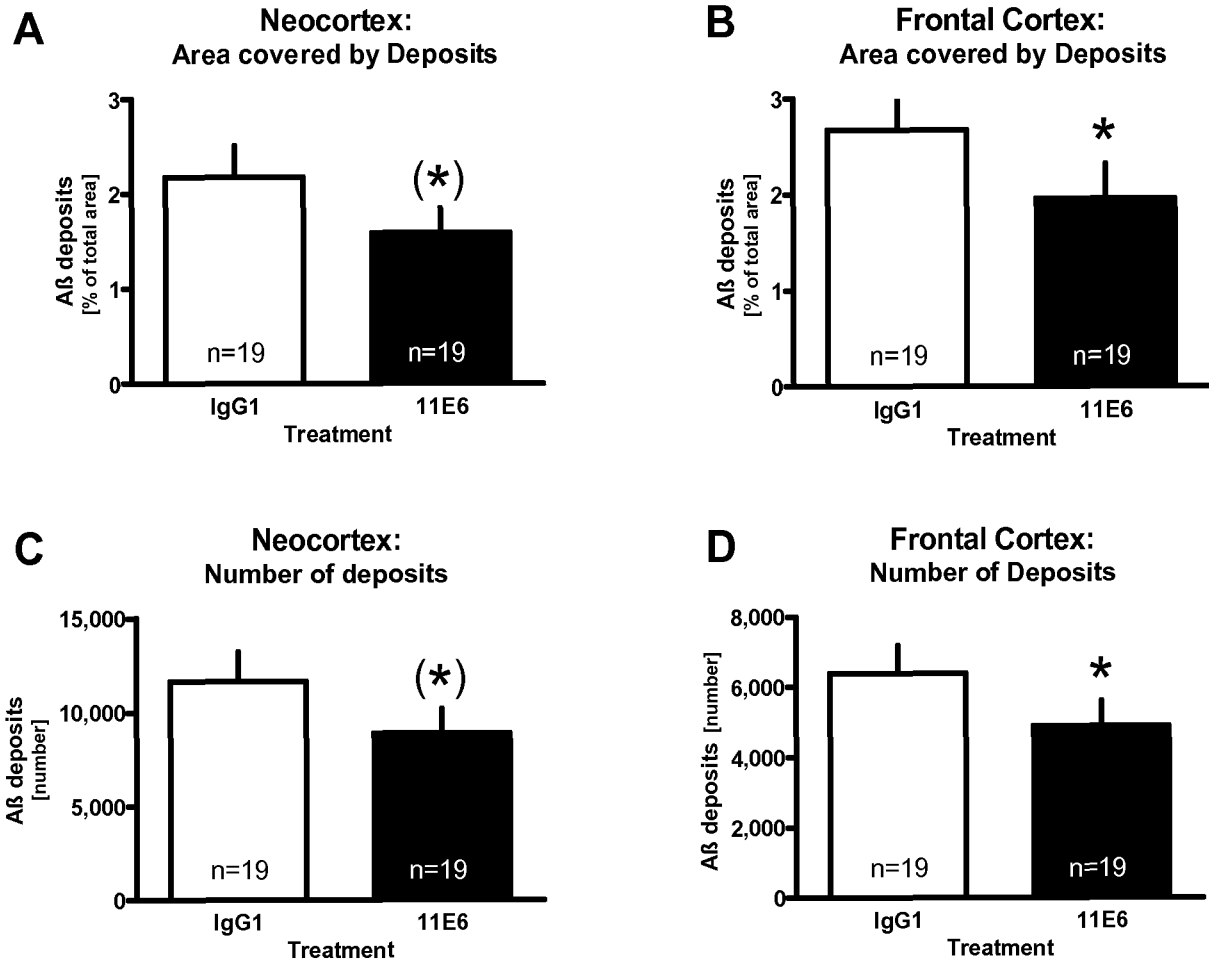 A
Neocortex:
Area covered by Deposits
Aß deposits
[% of total area]
3
2
1
0
(*)
n=19
n=19
IgG1
11E6
Treatment
B
Frontal Cortex:
Area covered by Deposits
Aß deposits
[% of total area]
3
2
1
0
*
n=19
n=19
IgG1
11E6
Treatment
C
Neocortex:
Number of deposits
Aß deposits
[number]
15,000
10,000
5,000
0
(*)
n=19
n=19
IgG1
11E6
Treatment
D
Frontal Cortex:
Number of Deposits
Aß deposits [number]
8,000
6,000
4,000
2,000
0
*
n=19
n=19
IgG1
11E6
Treatment